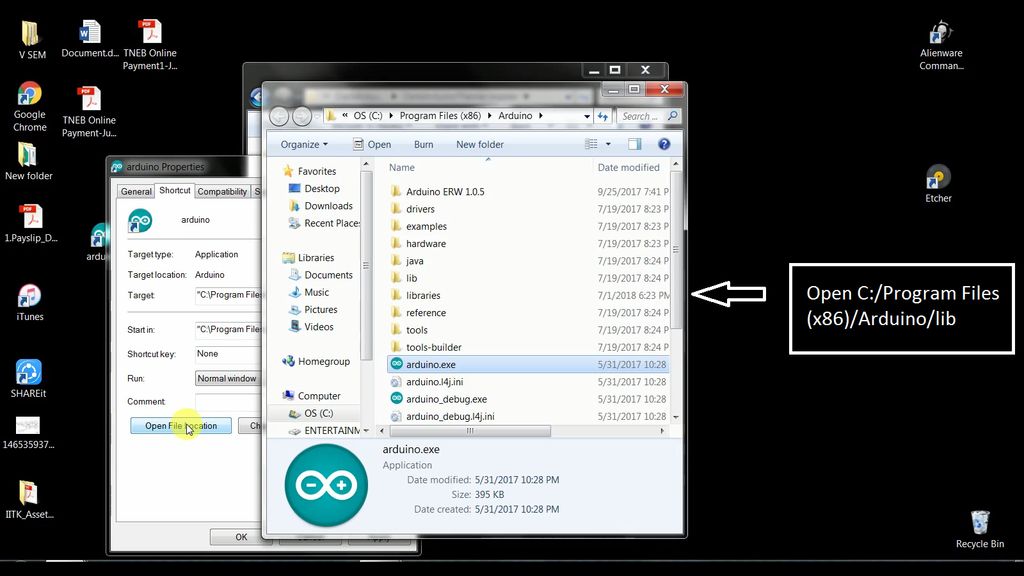 V SEM
Document.d...
TNEB Online
Payment1-J...
Google
Chrome
TNEB Online
Payment-Ju...
New folder
1.Payslip_D...
iTunes
SHAREit
146535937...
IITK_Asset...
Alienware
Comman...
Etcher
Recycle Bin
arduino Properties
General
Shortcut
Compatibility
arduino
Target type:
Application
Target location:
Arduino
Target:
"C:\Program Files
Start in:
"C:\Program Files
Shortcut key:
None
Run:
Normal window
Comment:
Open File Location
OK
« OS (C:) ▸ Program Files (x86) ▸ Arduino ▸
Search ...
Organize
Open
Burn
New folder
Favorites
Desktop
Downloads
Recent Places
Libraries
Documents
Music
Pictures
Videos
Homegroup
Computer
OS (C:)
ENTERTAINM
Name
Date modified
Arduino ERW 1.0.5
9/25/2017 7:41 P
drivers
7/19/2017 8:23 P
examples
7/19/2017 8:23 P
hardware
7/19/2017 8:23 P
java
7/19/2017 8:24 P
lib
7/19/2017 8:24 P
libraries
7/1/2018 6:23 PM
reference
7/19/2017 8:24 P
tools
7/19/2017 8:24 P
tools-builder
7/19/2017 8:24 P
arduino.exe
5/31/2017 10:28
arduino.l4j.ini
5/31/2017 10:28
arduino_debug.exe
5/31/2017 10:28
arduino_debug.l4j.ini
5/31/2017 10:28
arduino.exe
Application
Date modified: 5/31/2017 10:28 PM
Size: 395 KB
Date created: 5/31/2017 10:28 PM
Open C:/Program Files
(x86)/Arduino/lib